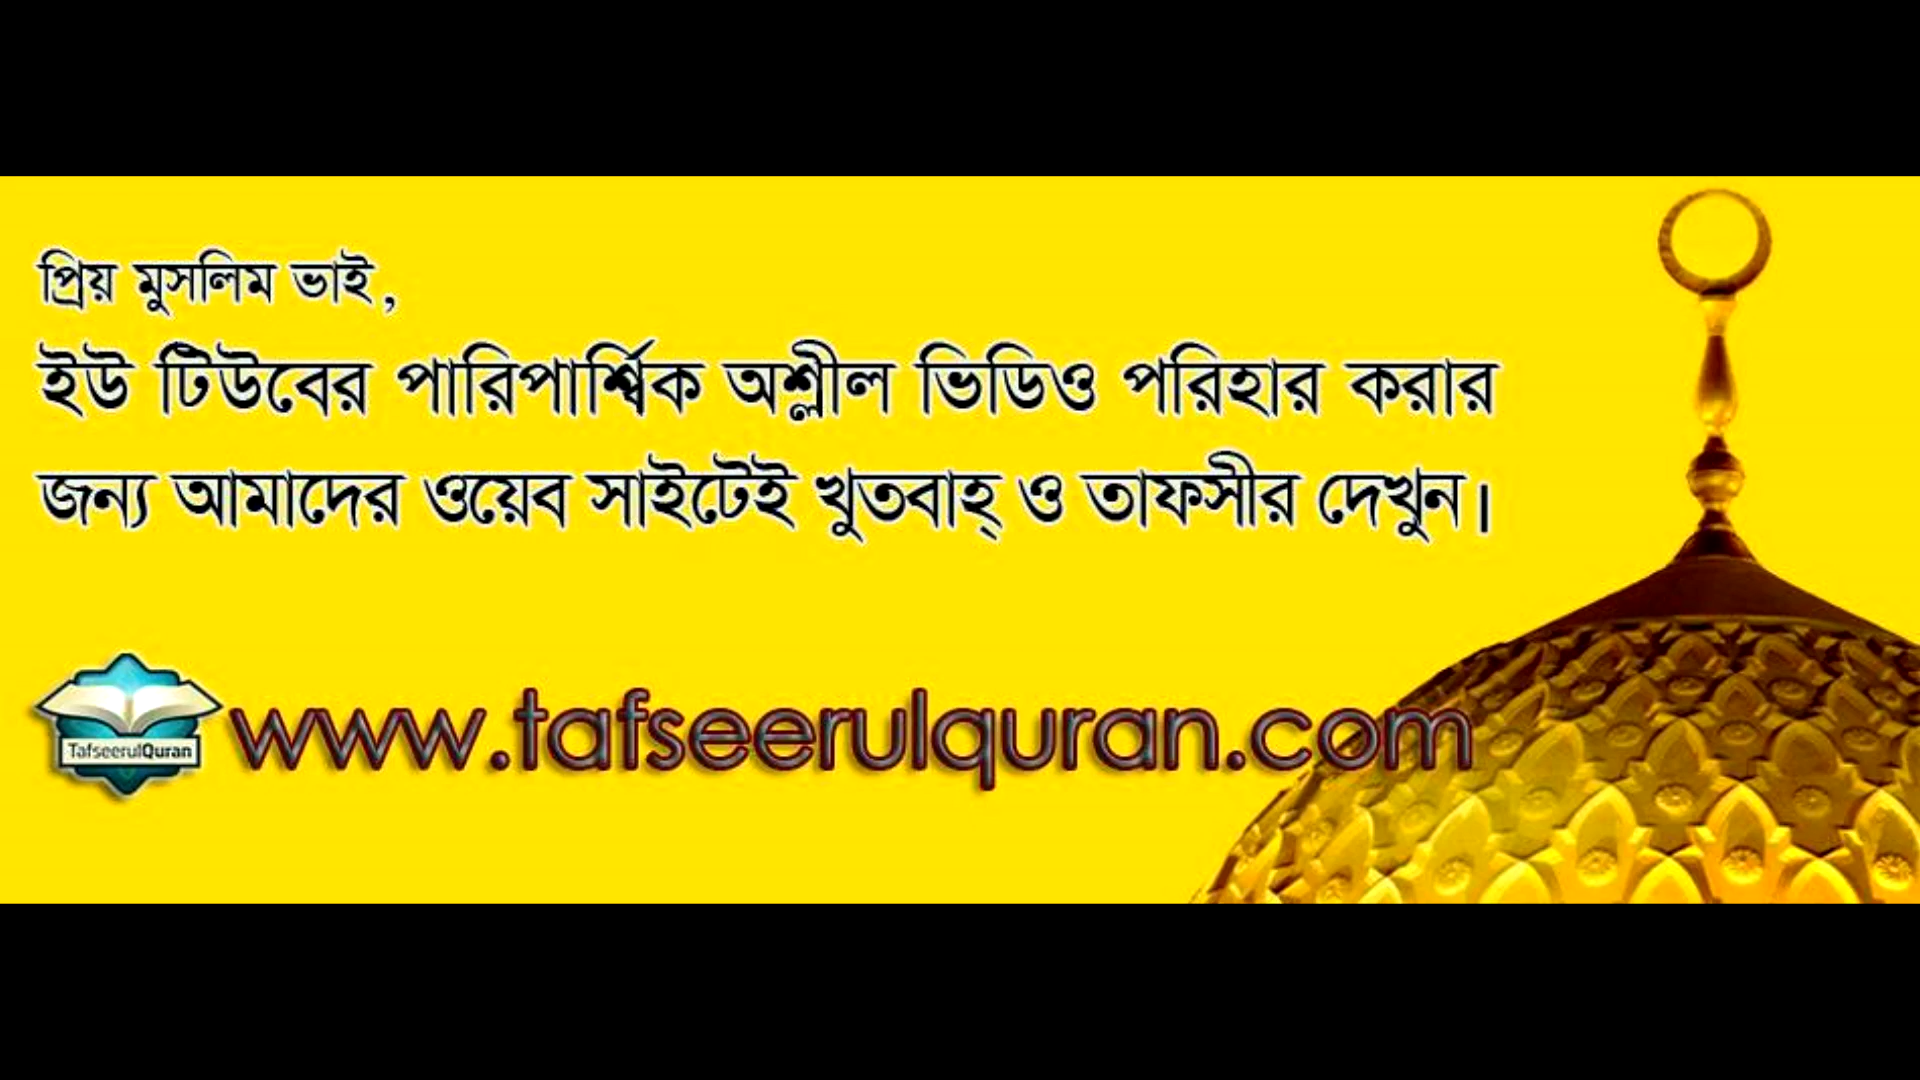 প্রিয় মুসলিম ভাই,
ইউ টিউবের পারিপার্শ্বিক অশ্লীল ভিডিও পরিহার করার
জন্য আমাদের ওয়েব সাইটেই খুতবাহ্ ও তাফসীর দেখুন।
TafseerulQuran
www.tafseerulquran.com